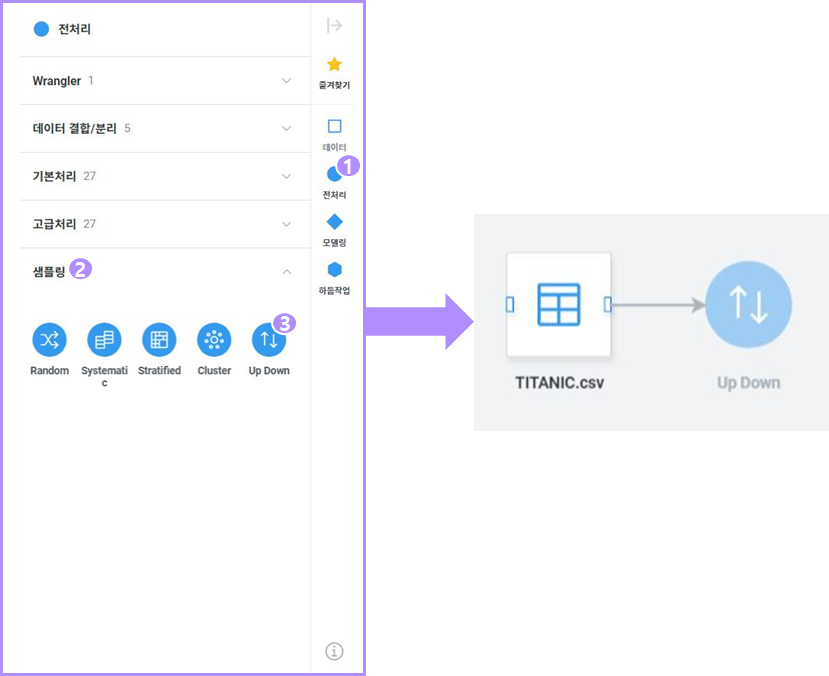 전처리
Wrangler 1
데이터 결합/분리 5
기본처리 27
고급처리 27
샘플링 2
3
Random
Systemati
c
Stratified
Cluster
Up Down
즐겨찾기
데이터
1
전처리
모델링
하둡작업
TITANIC.csv
Up Down